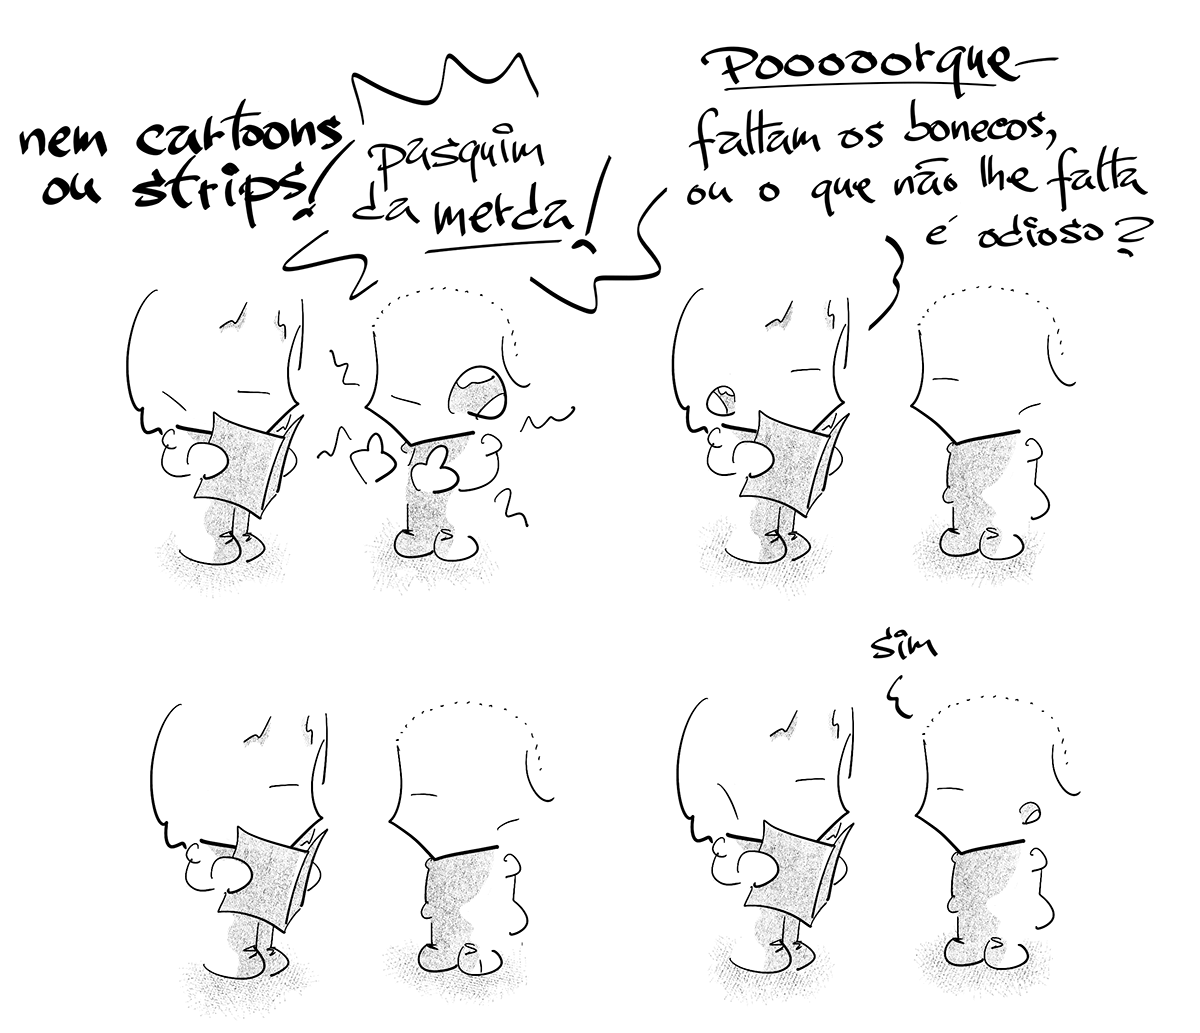 nem cartoons
ou strips!
pasquim
da merda!
Poooooorque—
faltam os bonecos,
ou o que não lhe falta
é odioso?
sim